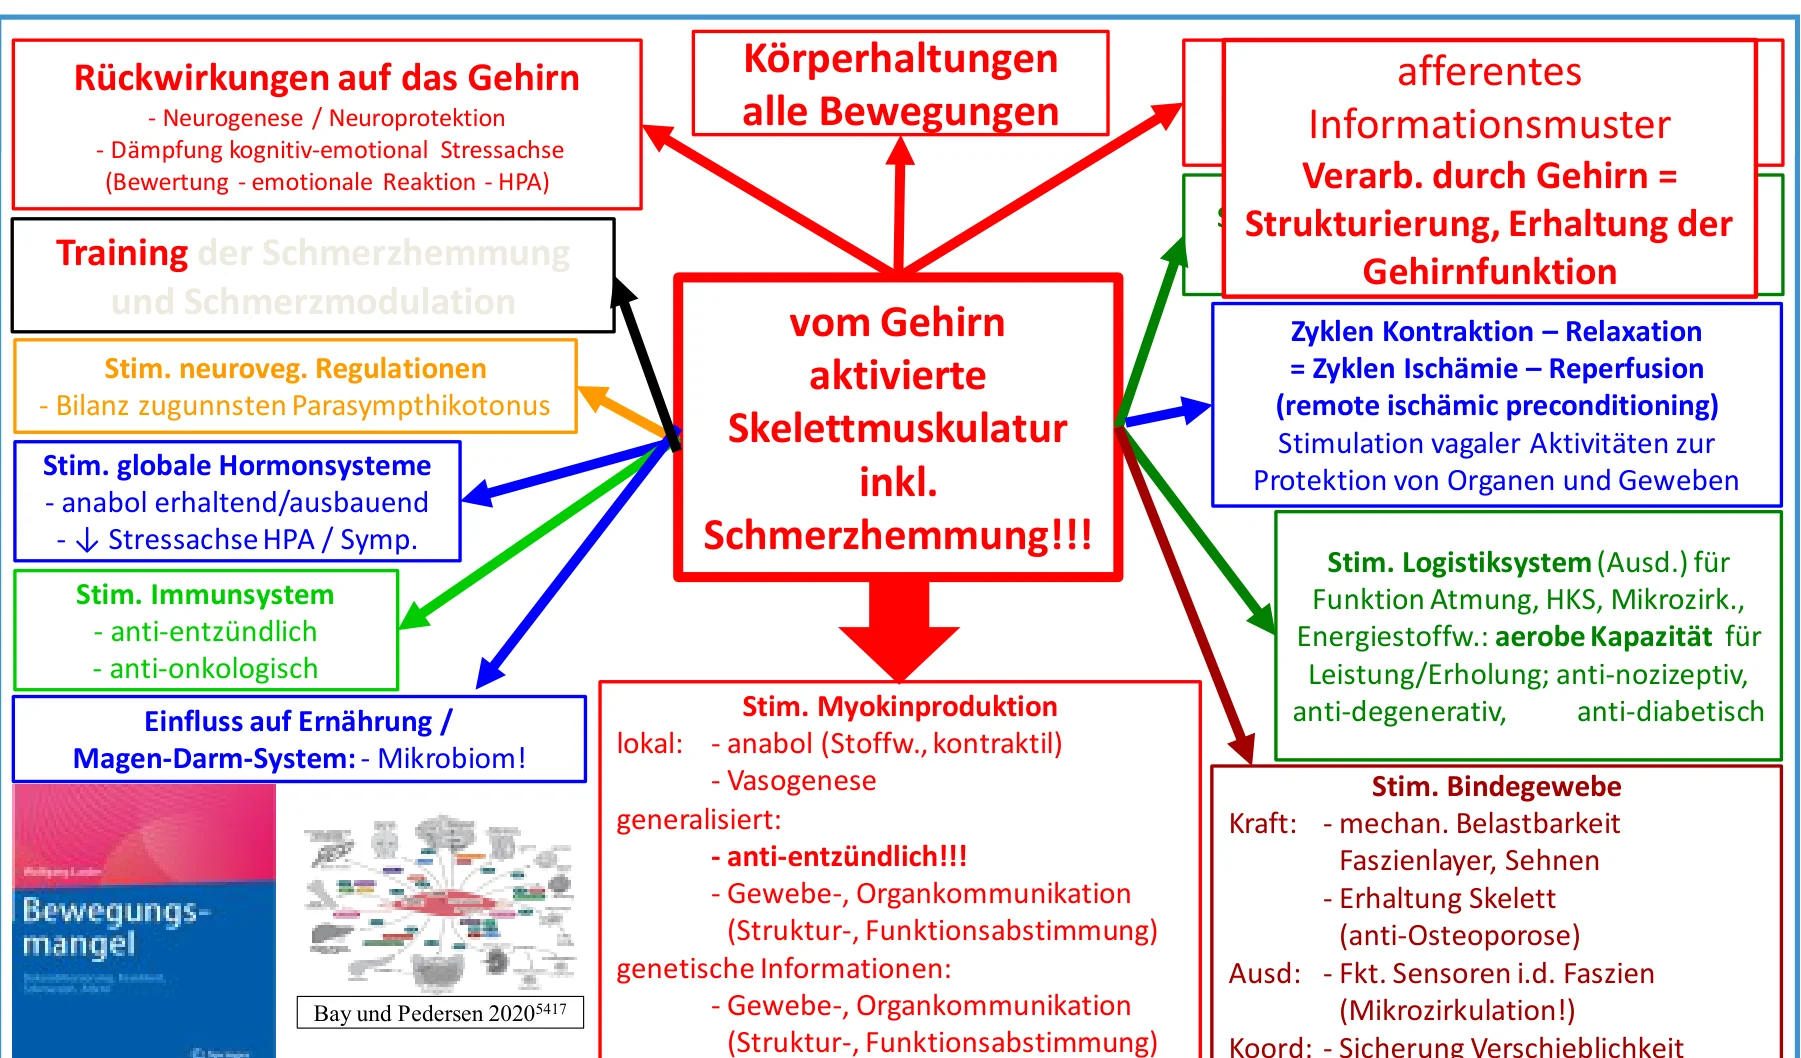 Rückwirkungen auf das Gehirn
- Neurogenese / Neuroprotektion
- Dämpfung kognitiv-emotional Stressachse
(Bewertung - emotionale Reaktion - HPA)
Körperhaltungen
alle Bewegungen
afferentes
Informationsmuster
Verarb. durch Gehirn =
Strukturierung, Erhaltung der
Gehirnfunktion
Training der Schmerzhemmung
und Schmerzmodulation
Stim. neuroveg. Regulationen
- Bilanz zugunnsten Parasympthikotonus
Stim. globale Hormonsysteme
- anabol erhaltend/ausbauend
- ↓ Stressachse HPA / Symp.
Stim. Immunsystem
- anti-entzündlich
- anti-onkologisch
Einfluss auf Ernährung /
Magen-Darm-System: - Mikrobiom!
vom Gehirn
aktivierte
Skelettmuskulatur
inkl.
Schmerzhemmung!!!
Zyklen Kontraktion – Relaxation
= Zyklen Ischämie – Reperfusion
(remote ischämic preconditioning)
Stimulation vagaler Aktivitäten zur
Protektion von Organen und Geweben
Stim. Logistiksystem (Ausd.) für
Funktion Atmung, HKS, Mikrozirk.,
Energiestoffw.: aerobe Kapazität für
Leistung/Erholung; anti-nozizeptiv,
anti-degenerativ, anti-diabetisch
Stim. Myokinproduktion
lokal: - anabol (Stoffw., kontraktil)
- Vasogenese
generalisiert:
- anti-entzündlich!!!
- Gewebe-, Organkommunikation
(Struktur-, Funktionsabstimmung)
genetische Informationen:
- Gewebe-, Organkommunikation
(Struktur-, Funktionsabstimmung)
Stim. Bindegewebe
Kraft: - mechan. Belastbarkeit
Faszienlayer, Sehnen
- Erhaltung Skelett
(anti-Osteoporose)
Ausd: - Fkt. Sensoren i.d. Faszien
(Mikrozirkulation!)
Koord: - Sicherung Verschieblichkeit
Wolfgang Laube
Bewegungs-
mangel
Springer
Bay und Pedersen 2020⁵⁴¹⁷